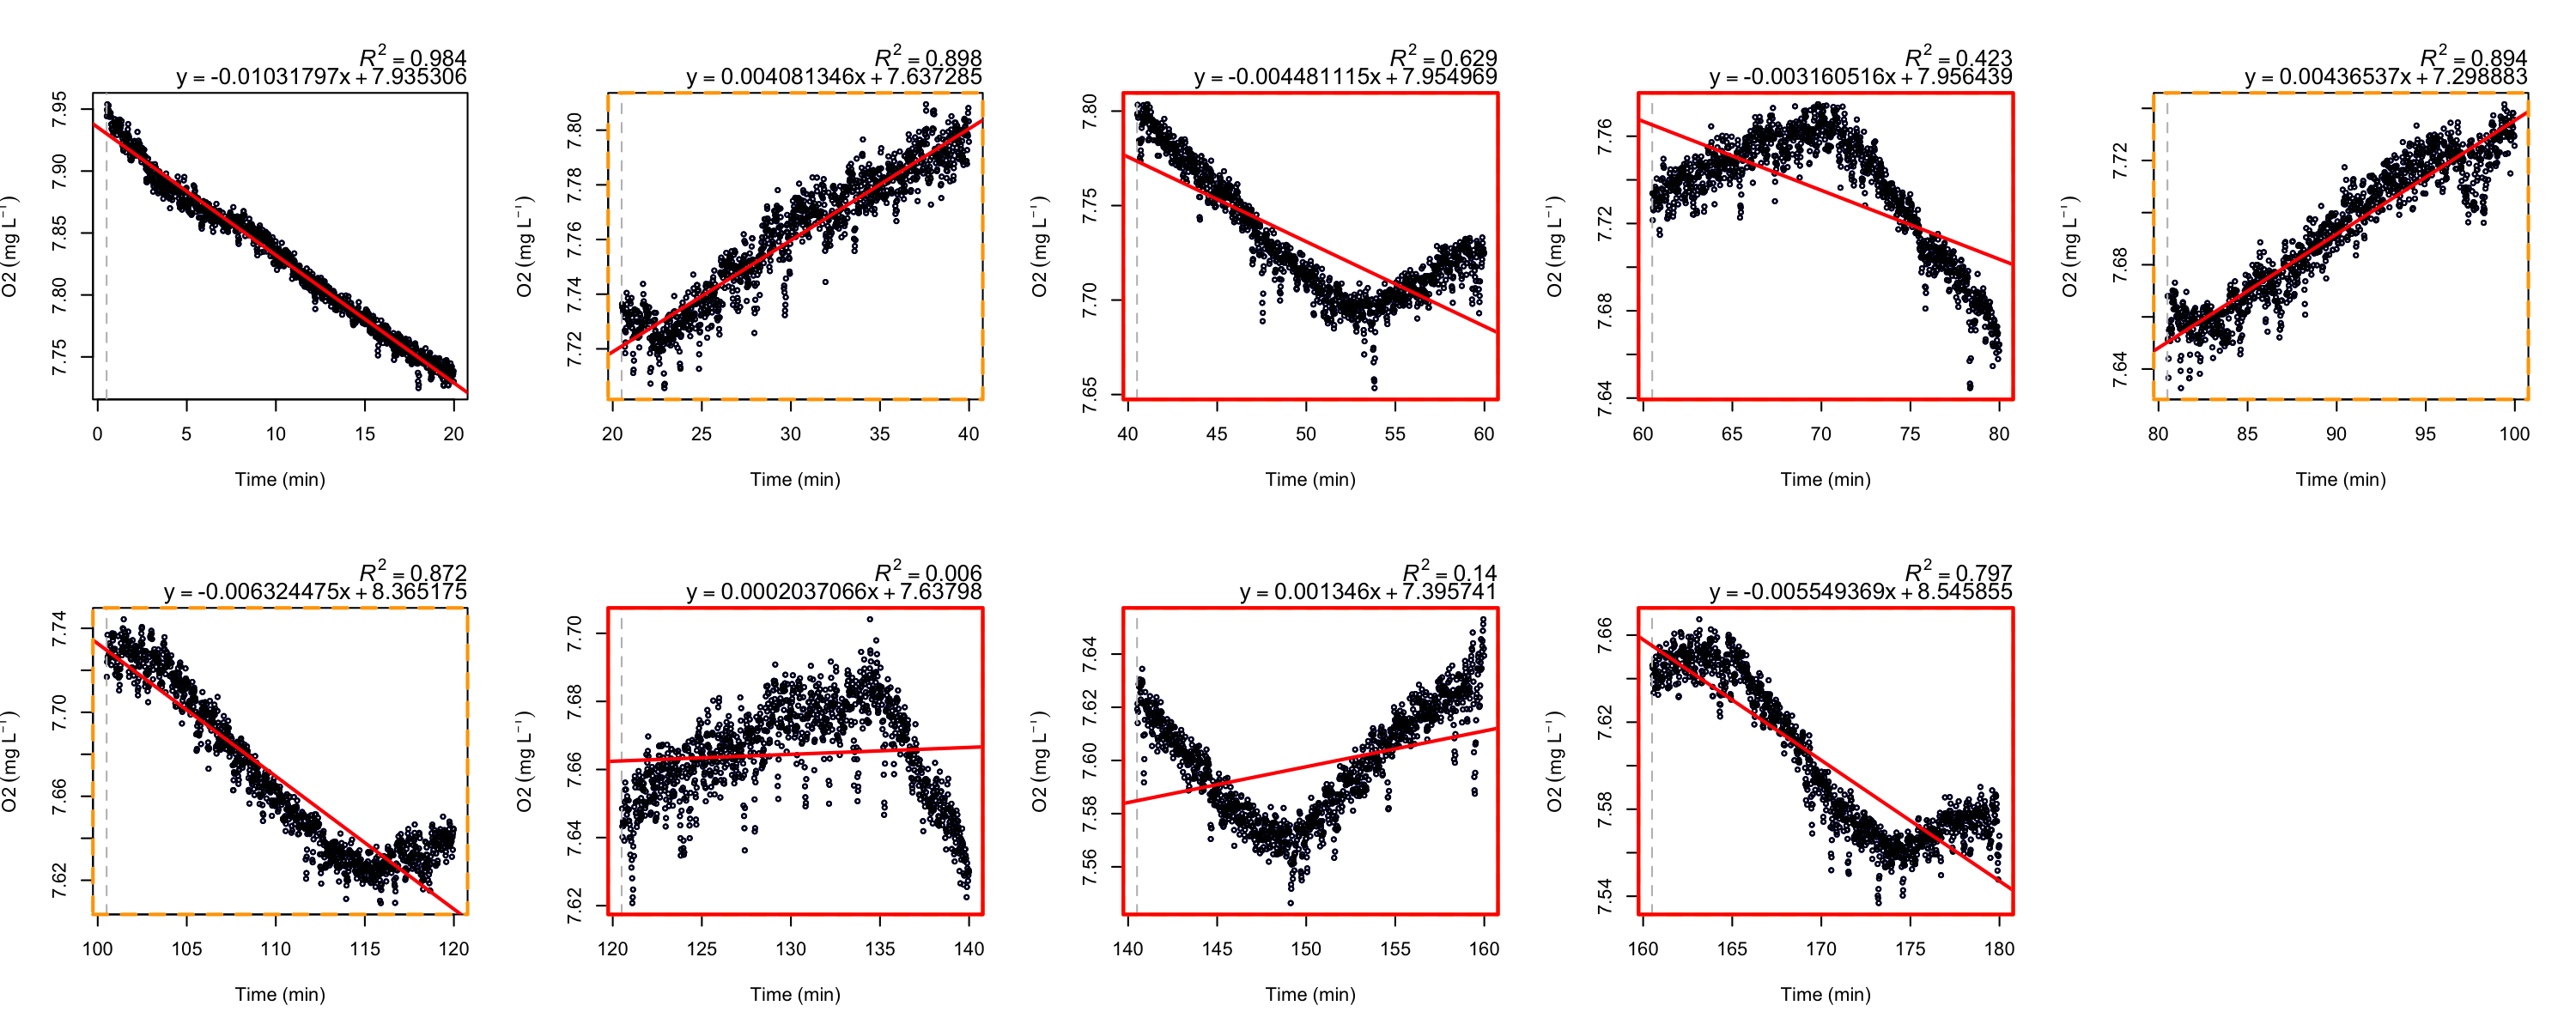 R² = 0.984
y = -0.01031797x + 7.935306
O2 (mg L⁻¹)
7.95
7.90
7.85
7.80
7.75
0 5 10 15 20
Time (min)
R² = 0.898
y = 0.004081346x + 7.637285
O2 (mg L⁻¹)
7.80
7.78
7.76
7.74
7.72
20 25 30 35 40
Time (min)
R² = 0.629
y = -0.004481115x + 7.954969
O2 (mg L⁻¹)
7.80
7.75
7.70
7.65
40 45 50 55 60
Time (min)
R² = 0.423
y = -0.003160516x + 7.956439
O2 (mg L⁻¹)
7.76
7.72
7.68
7.64
60 65 70 75 80
Time (min)
R² = 0.894
y = 0.00436537x + 7.298883
O2 (mg L⁻¹)
7.72
7.68
7.64
80 85 90 95 100
Time (min)
R² = 0.872
y = -0.006324475x + 8.365175
O2 (mg L⁻¹)
7.74
7.70
7.66
7.62
100 105 110 115 120
Time (min)
R² = 0.006
y = 0.0002037066x + 7.63798
O2 (mg L⁻¹)
7.70
7.68
7.66
7.64
7.62
120 125 130 135 140
Time (min)
R² = 0.14
y = 0.001346x + 7.395741
O2 (mg L⁻¹)
7.64
7.62
7.60
7.58
7.56
140 145 150 155 160
Time (min)
R² = 0.797
y = -0.005549369x + 8.545855
O2 (mg L⁻¹)
7.66
7.62
7.58
7.54
160 165 170 175 180
Time (min)